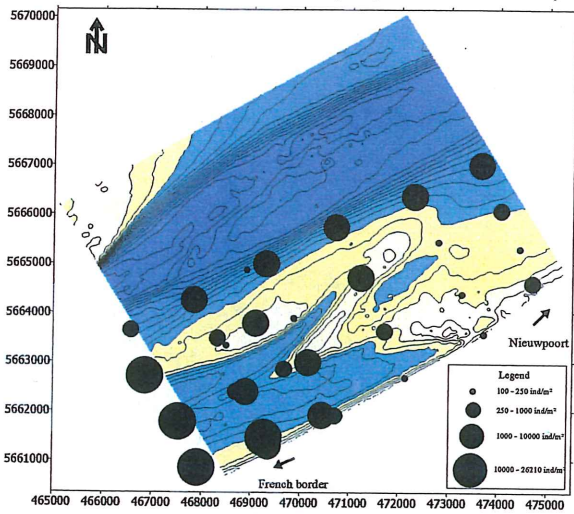 5670000
5669000
5668000
5667000
5666000
5665000
5664000
5663000
5662000
5661000
N
Nieuwpoort
Legend
100 - 250 ind/m²
250 - 1000 ind/m²
1000 - 10000 ind/m²
10000 - 26210 ind/m²
French border
465000 466000 467000 468000 469000 470000 471000 472000 473000 474000 475000